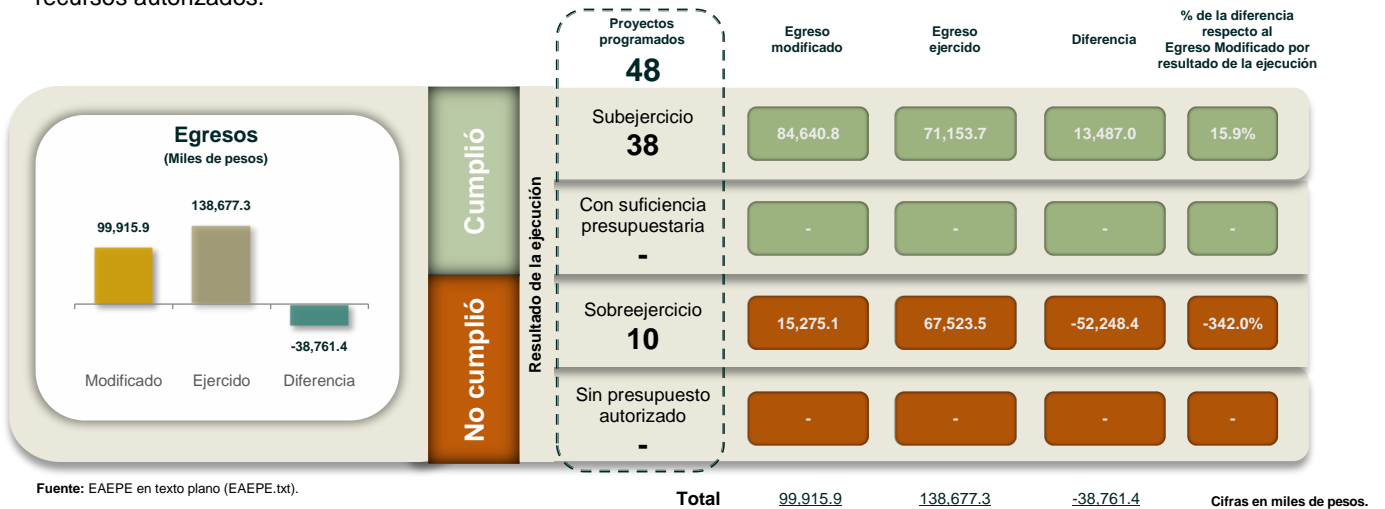 recursos autorizados.
Proyectos
programados
48
Egreso
modificado
Egreso
ejercido
Diferencia
% de la diferencia
respecto al
Egreso Modificado por
resultado de la ejecución
Egresos
(Miles de pesos)
99,915.9
138,677.3
-38,761.4
Modificado Ejercido Diferencia
Cumplió
No cumplió
Resultado de la ejecución
Subejercicio
38
84,640.8 71,153.7 13,487.0 15.9%
Con suficiencia
presupuestaria
-
- - - -
Sobreejercicio
10
15,275.1 67,523.5 -52,248.4 -342.0%
Sin presupuesto
autorizado
-
- - - -
Fuente: EAEPE en texto plano (EAEPE.txt).
Total 99,915.9 138,677.3 -38,761.4 Cifras en miles de pesos.